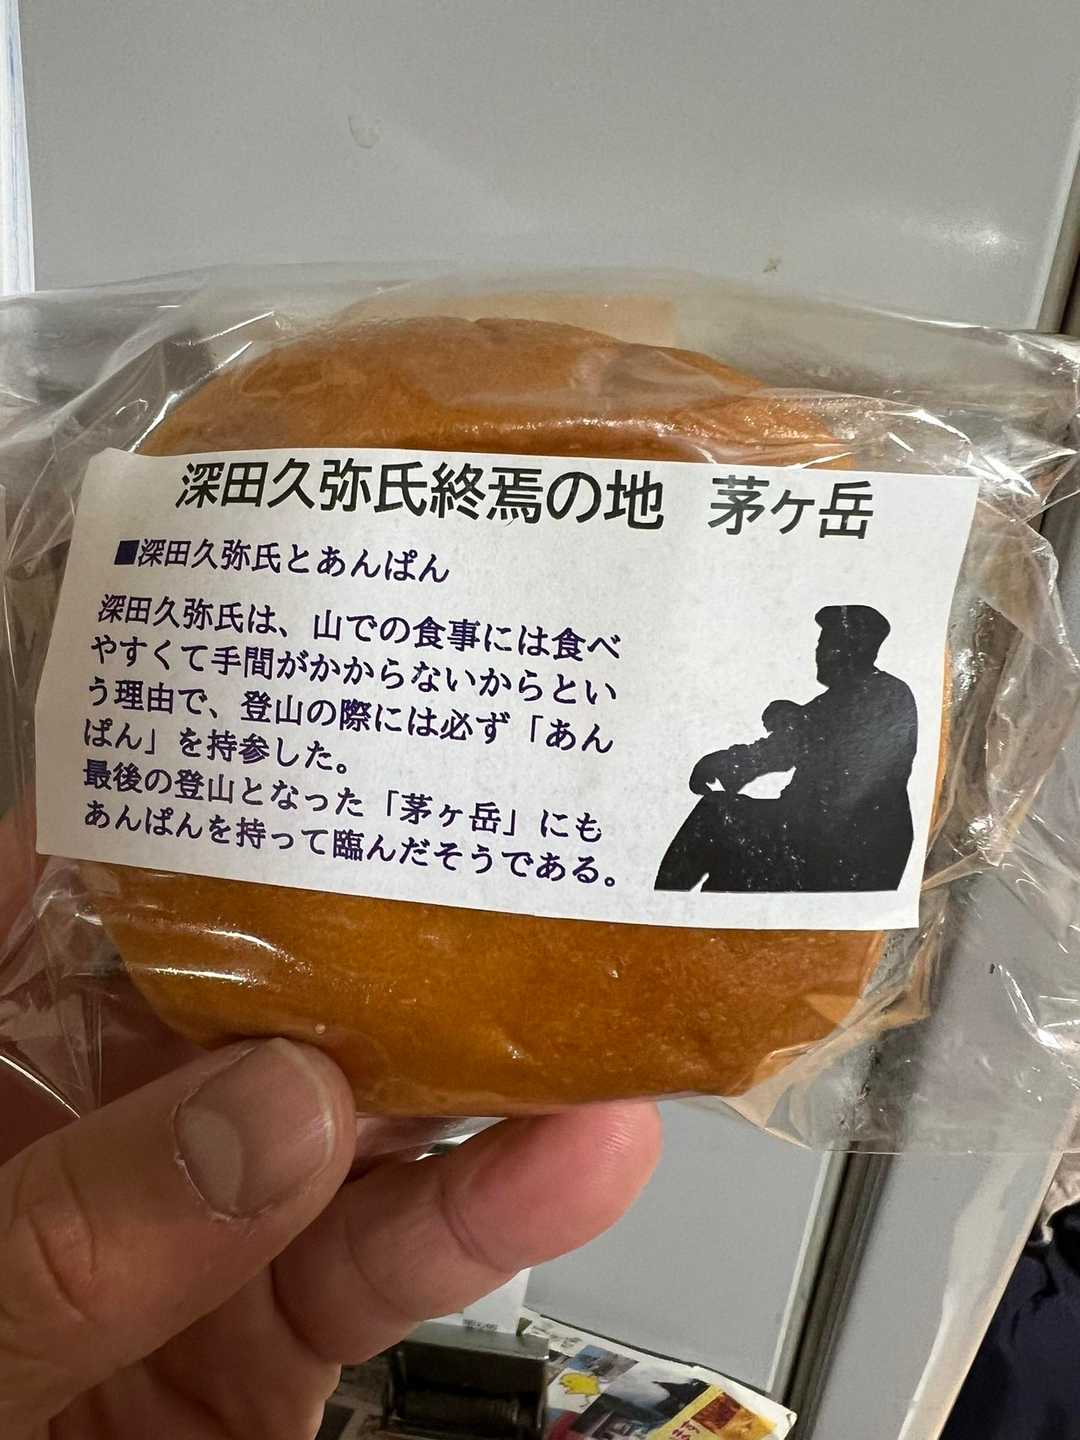 深田久弥氏終焉の地 茅ヶ岳
■深田久弥氏とあんぱん
深田久弥氏は、山での食事には食べ
やすくて手間がかからないからとい
う理由で、登山の際には必ず「あん
ぱん」を持参した。
最後の登山となった「茅ヶ岳」にも
あんぱんを持って臨んだそうである。